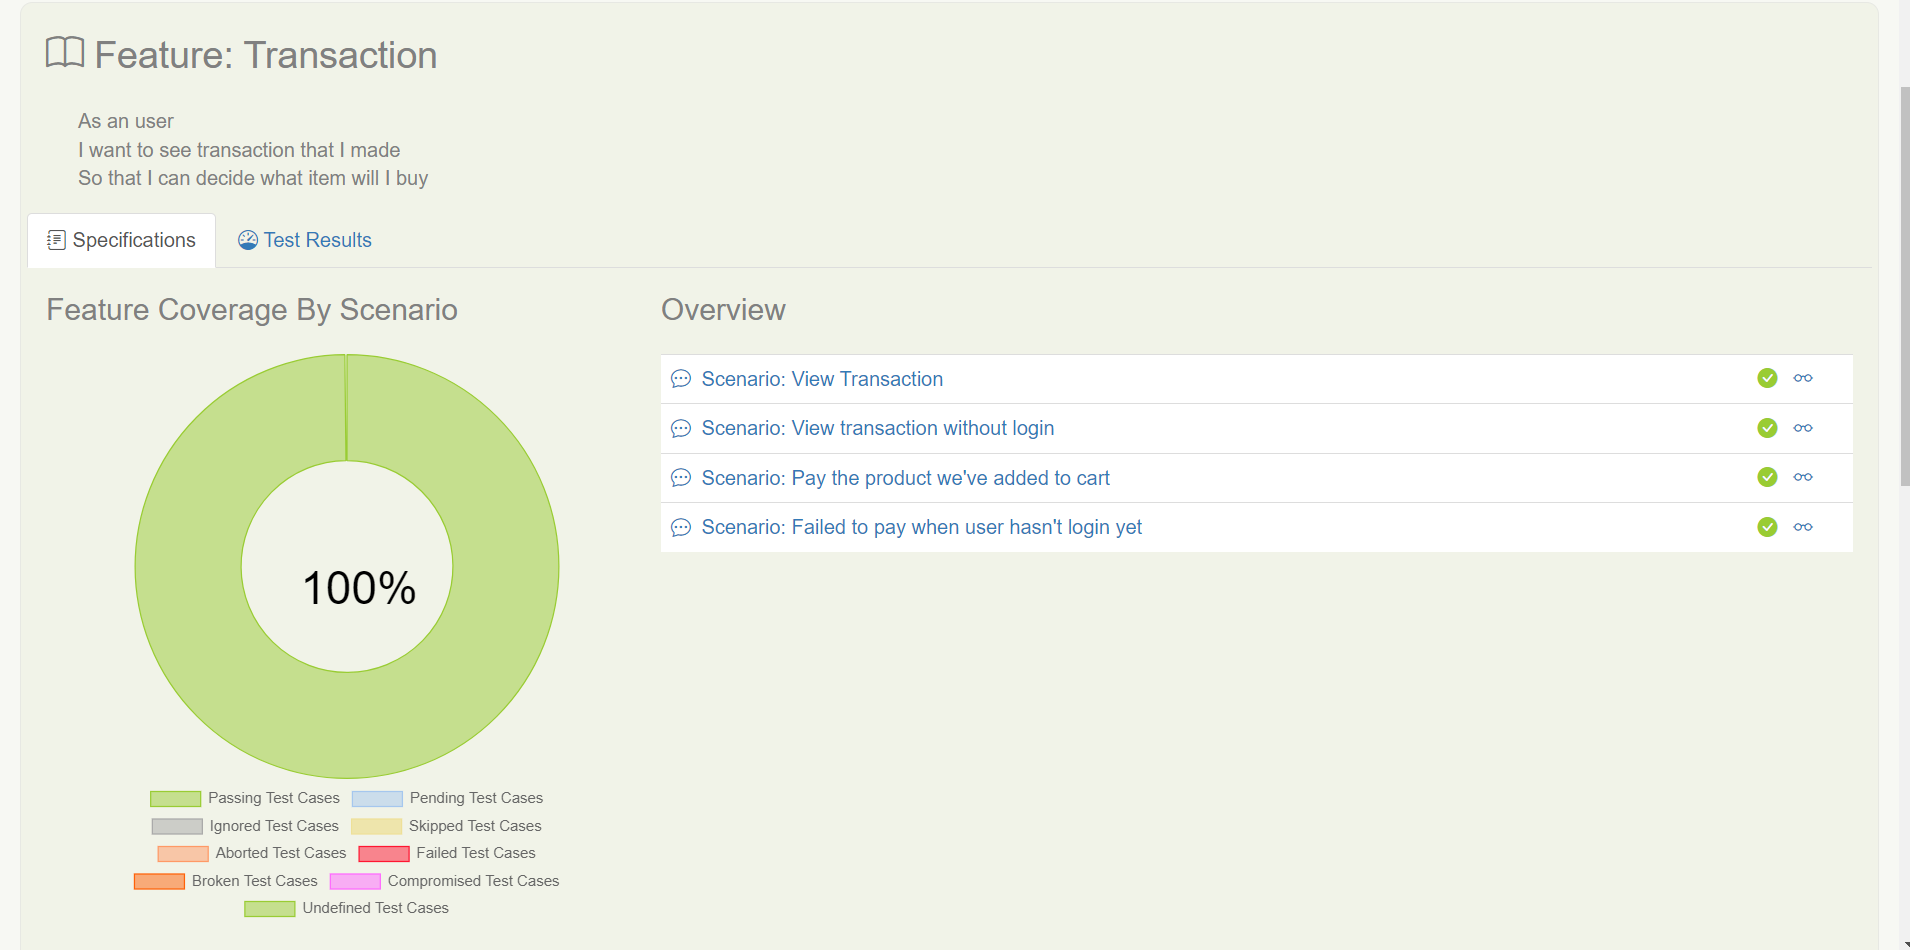 Feature: Transaction
As an user
I want to see transaction that I made
So that I can decide what item will I buy
Specifications
Test Results
Feature Coverage By Scenario
100%
Passing Test Cases
Pending Test Cases
Ignored Test Cases
Skipped Test Cases
Aborted Test Cases
Failed Test Cases
Broken Test Cases
Compromised Test Cases
Undefined Test Cases
Overview
Scenario: View Transaction
Scenario: View transaction without login
Scenario: Pay the product we've added to cart
Scenario: Failed to pay when user hasn't login yet